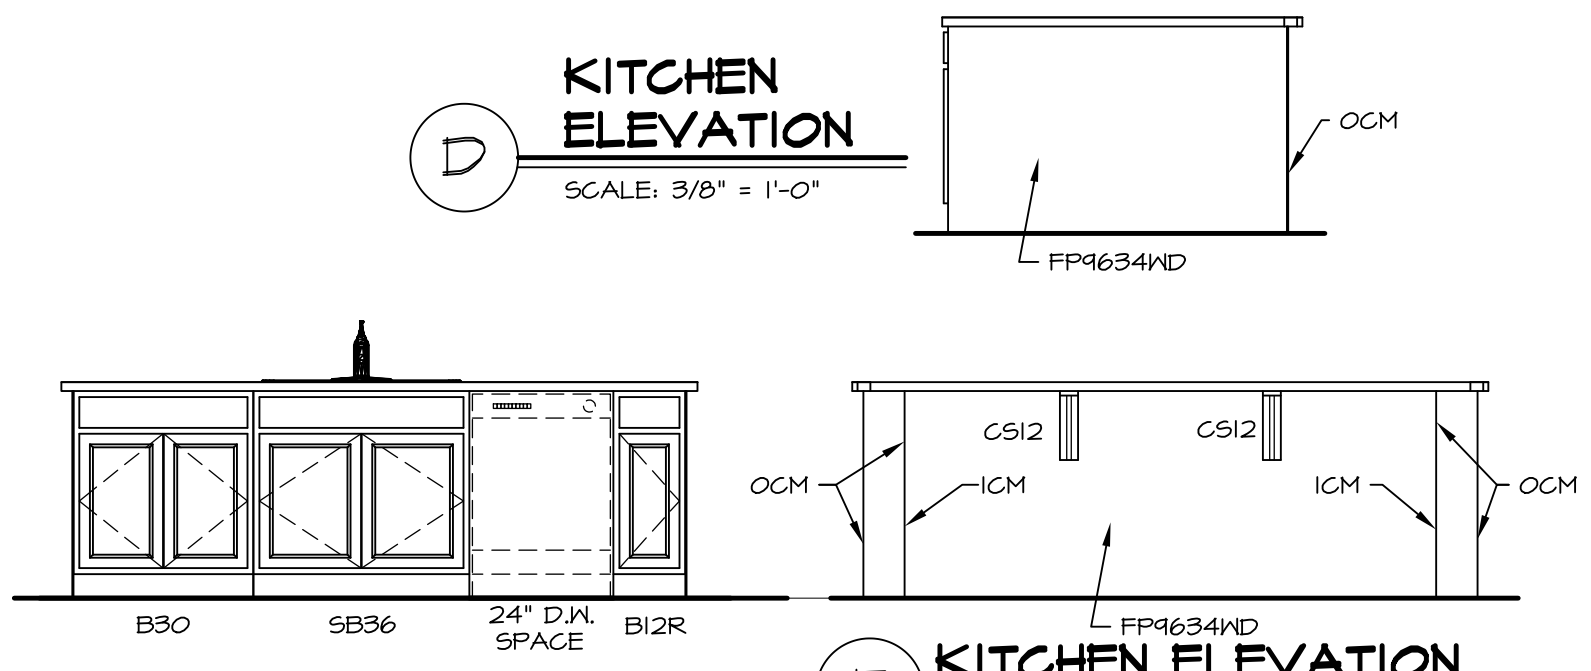 KITCHEN
ELEVATION
D
SCALE: 3/8" = 1'-0"
OCM
FP9634WD
B30
SB36
24" D.W.
SPACE
B12R
CS12
CS12
OCM
ICM
ICM
OCM
FP9634WD
KITCHEN ELEVATION